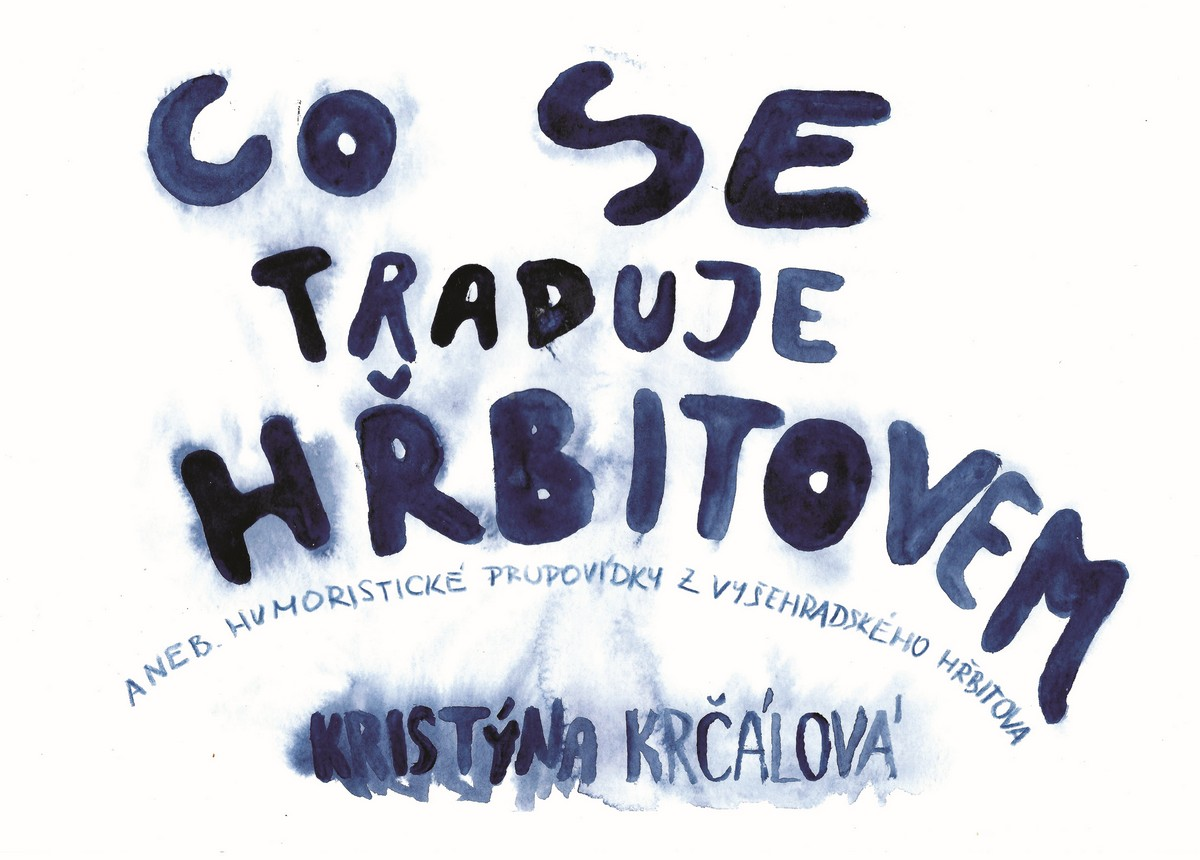 CO SE
TRADUJE
HŘBITOVEM
ANEB. HUMORISTICKÉ PRUPOVÍDKY Z VYŠEHRADSKÉHO HŘBITOVA
KRISTÝNA KRČÁLOVÁ